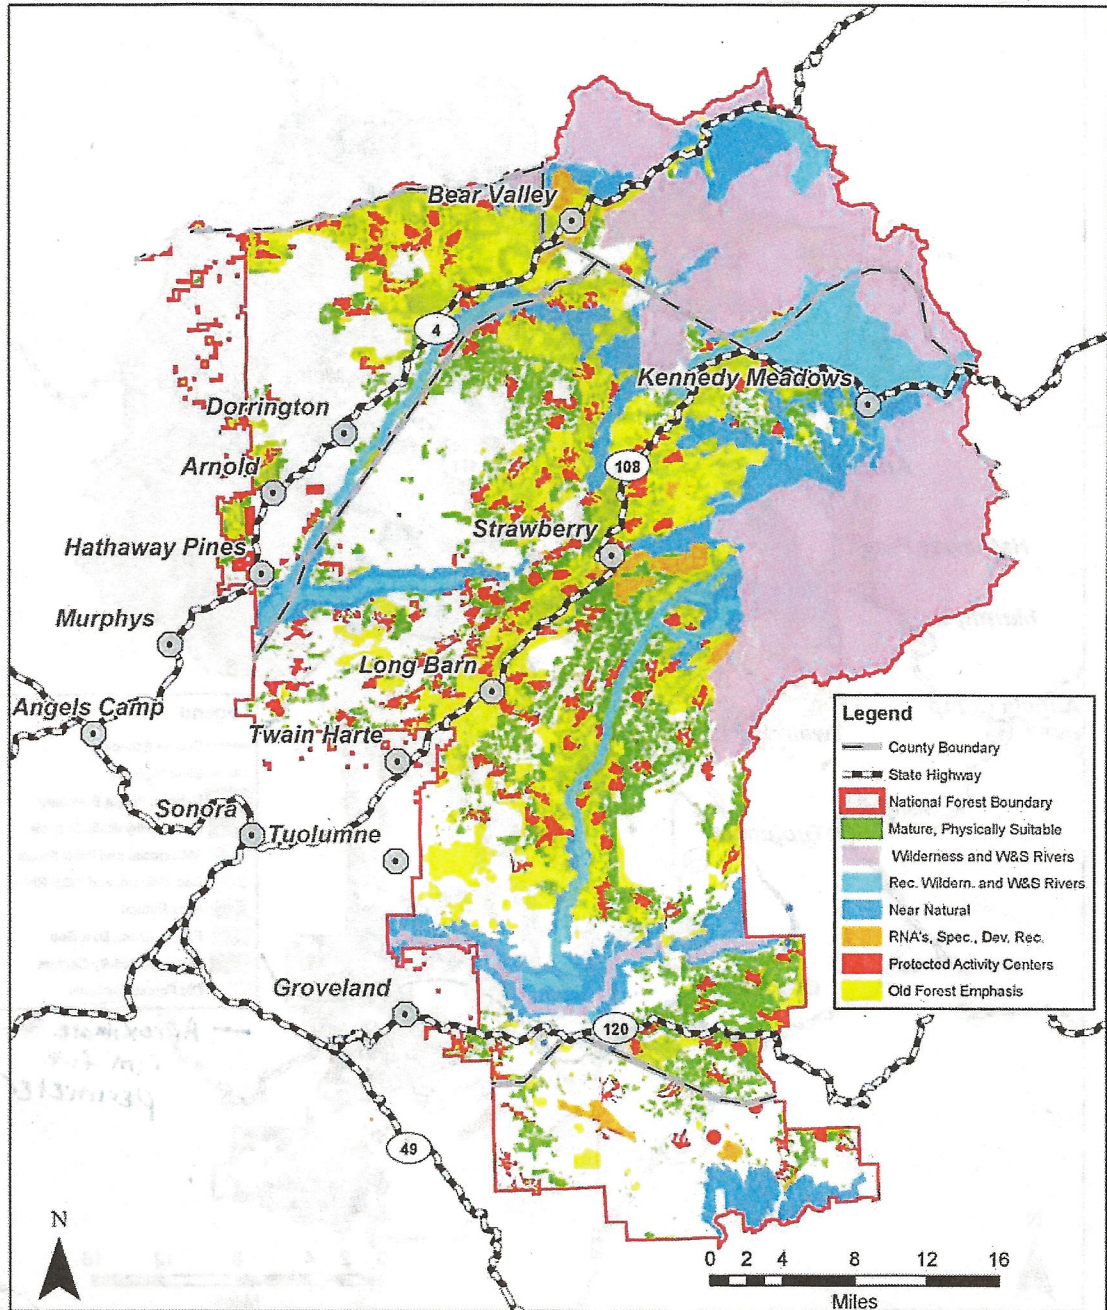 Bear Valley
4
Kennedy Meadows
Dorrington
Arnold
108
Strawberry
Hathaway Pines
Murphys
Long Barn
Angels Camp
Twain Harte
Sonora
Tuolumne
Groveland
120
49
Legend
County Boundary
State Highway
National Forest Boundary
Mature, Physically Suitable
Wilderness and W&S Rivers
Rec. Wildern. and W&S Rivers
Near Natural
RNA's, Spec., Dev. Rec.
Protected Activity Centers
Old Forest Emphasis
N
0 2 4 8 12 16
Miles